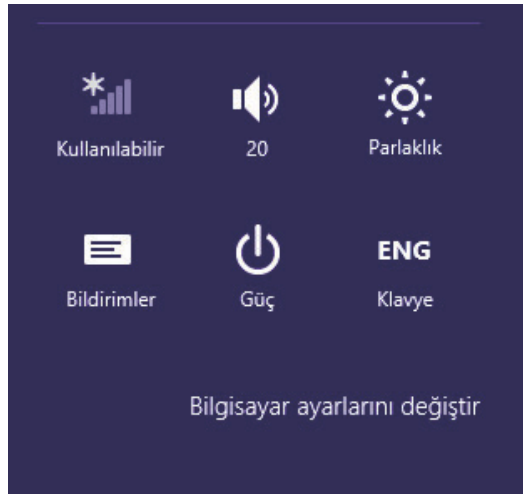 Kullanılabilir
20
Parlaklık
Bildirimler
Güç
ENG
Klavye
Bilgisayar ayarlarını değiştir